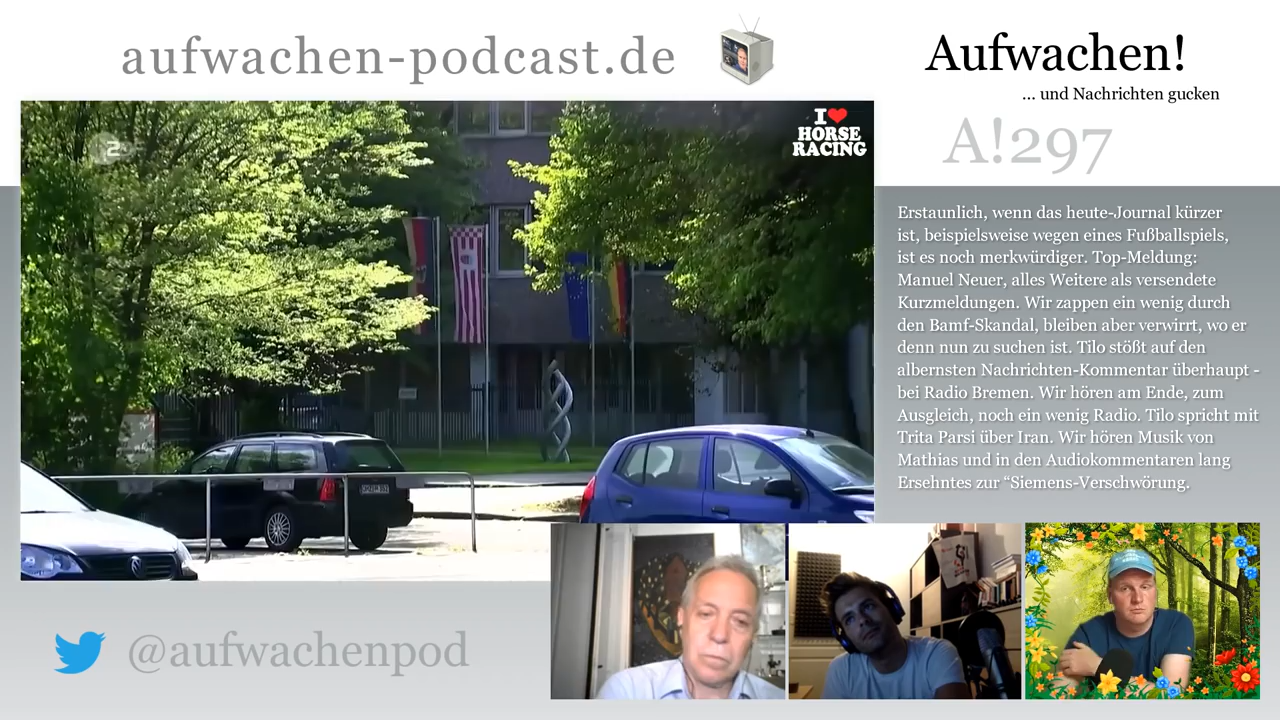 aufwachen-podcast.de
Aufwachen!
... und Nachrichten gucken
A!297
2
I
HORSE
RACING
Erstaunlich, wenn das heute-Journal kürzer
ist, beispielsweise wegen eines Fußballspiels,
ist es noch merkwürdiger. Top-Meldung:
Manuel Neuer, alles Weitere als versendete
Kurzmeldungen. Wir zappen ein wenig durch
den Bamf-Skandal, bleiben aber verwirrt, wo er
denn nun zu suchen ist. Tilo stößt auf den
albernsten Nachrichten-Kommentar überhaupt -
bei Radio Bremen. Wir hören am Ende, zum
Ausgleich, noch ein wenig Radio. Tilo spricht mit
Trita Parsi über Iran. Wir hören Musik von
Mathias und in den Audiokommentaren lang
Ersehntes zur “Siemens-Verschwörung.
@aufwachenpod